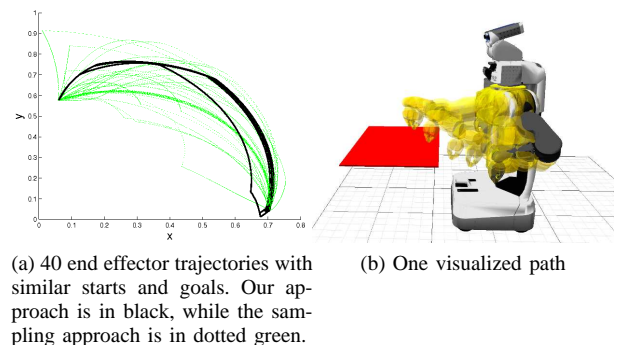 1
0.9
0.8
0.7
0.6
0.5
0.4
0.3
0.2
0.1
0
y
0 0.1 0.2 0.3 0.4 0.5 0.6 0.7 0.8
x
(a) 40 end effector trajectories with
similar starts and goals. Our ap-
proach is in black, while the sam-
pling approach is in dotted green.
(b) One visualized path